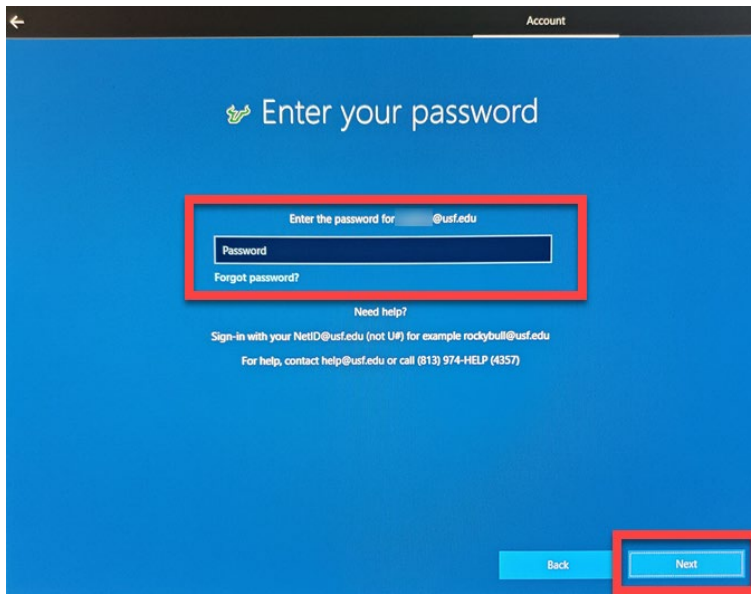 Account
Enter your password
Enter the password for @usf.edu
Password
Forgot password?
Need help?
Sign-in with your NetID@usf.edu (not U#) for example rockybull@usf.edu
For help, contact help@usf.edu or call (813) 974-HELP (4357)
Back Next